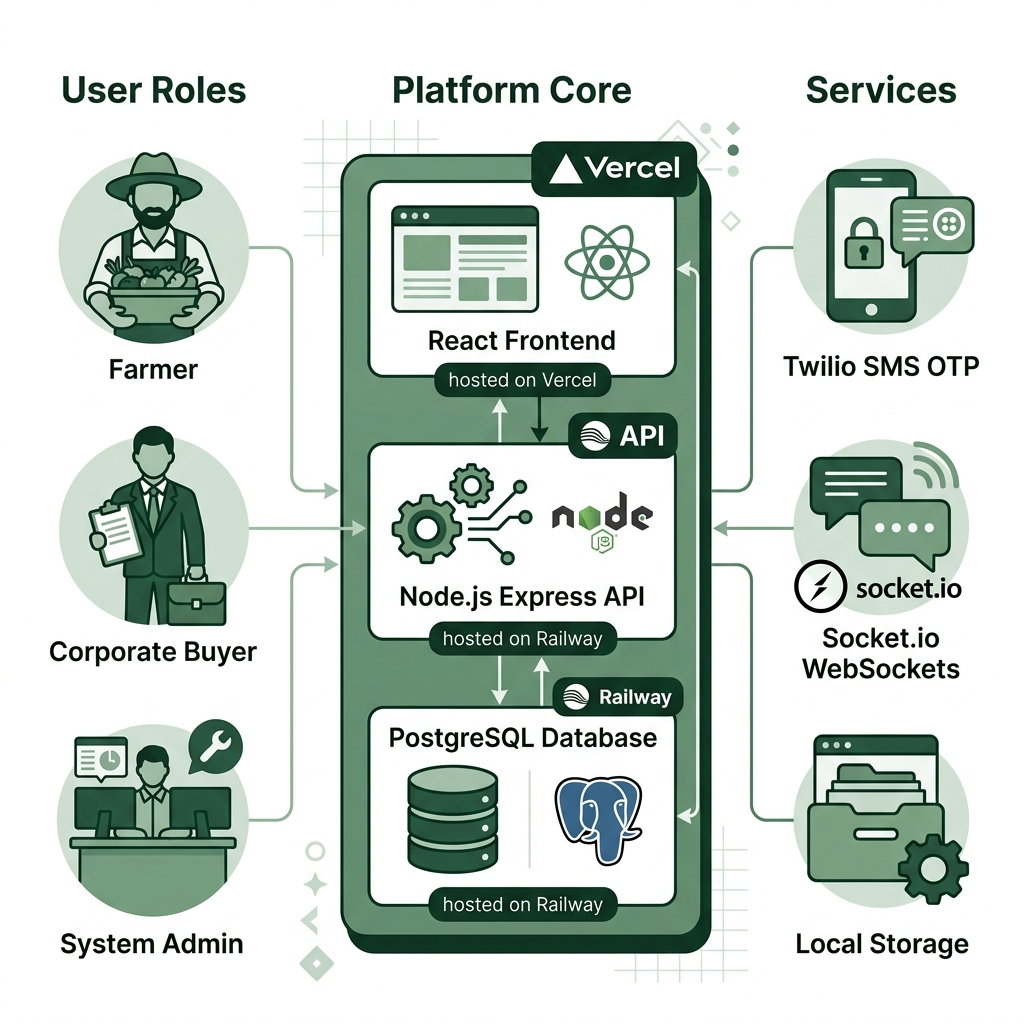 User Roles
Platform Core
Services
Farmer
Corporate Buyer
System Admin
Vercel
React Frontend
hosted on Vercel
API
node
JS
Node.js Express API
hosted on Railway
Railway
PostgreSQL Database
hosted on Railway
Twilio SMS OTP
socket.io
Socket.io
WebSockets
Local Storage